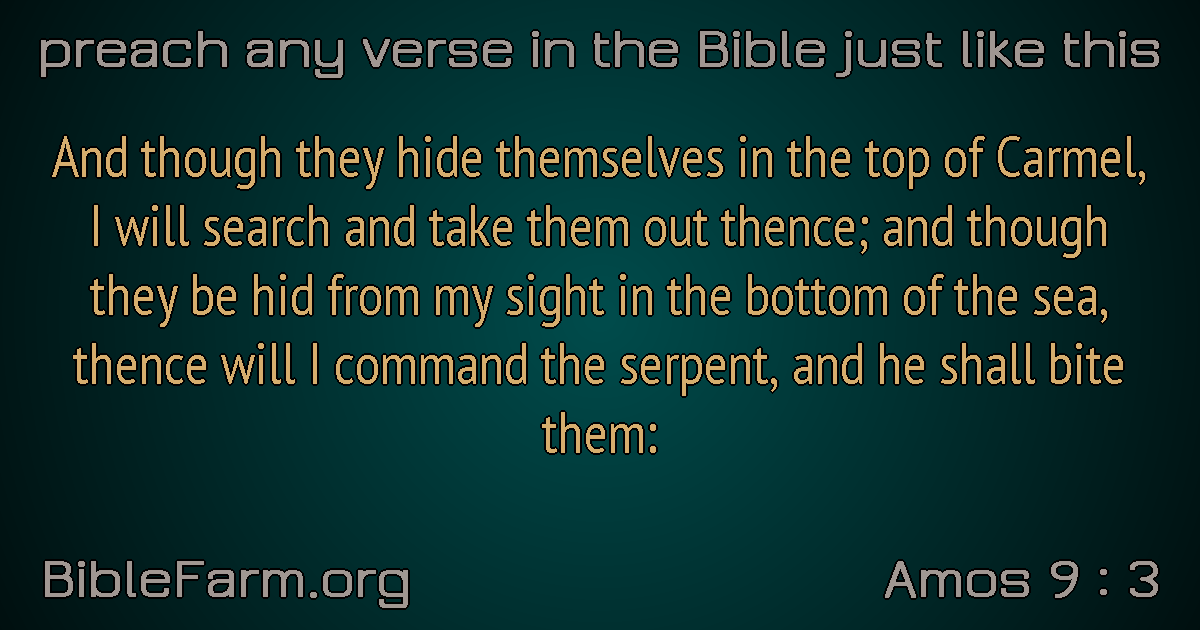 preach any verse in the Bible just like this
And though they hide themselves in the top of Carmel,
I will search and take them out thence; and though
they be hid from my sight in the bottom of the sea,
thence will I command the serpent, and he shall bite
them:
BibleFarm.org
Amos 9 : 3